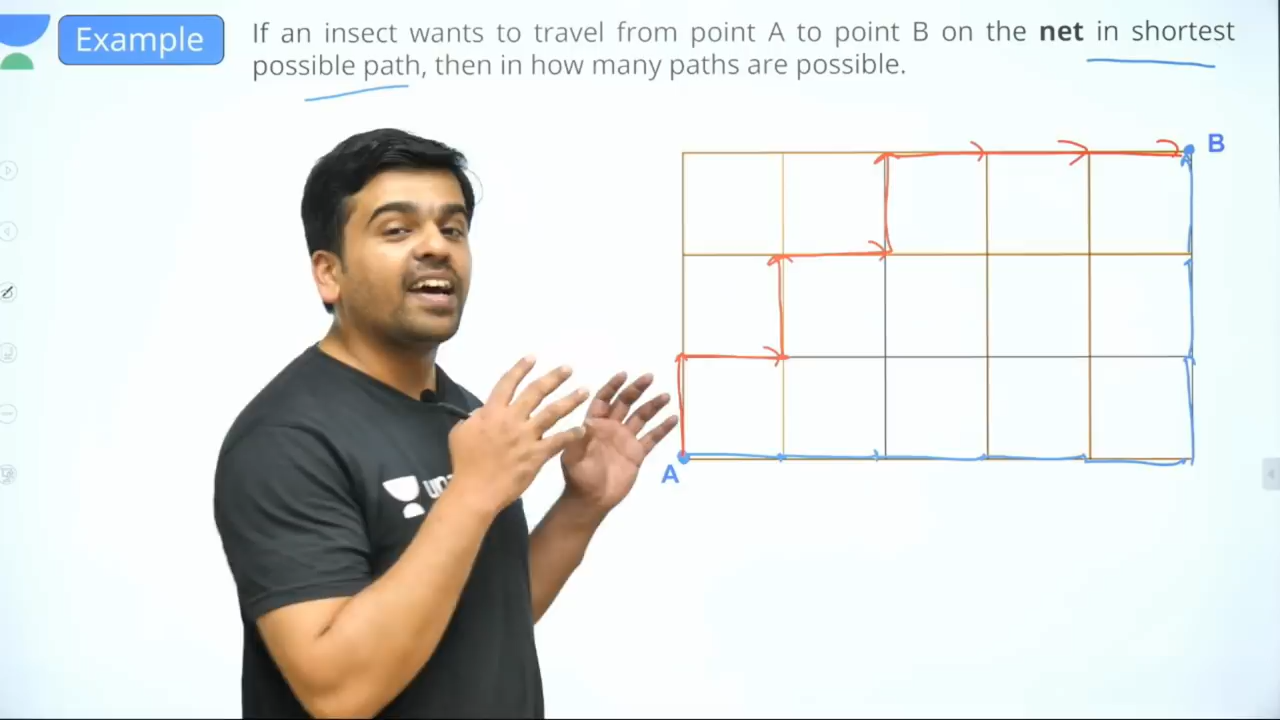 Example
If an insect wants to travel from point A to point B on the net in shortest
possible path, then in how many paths are possible.
B
A